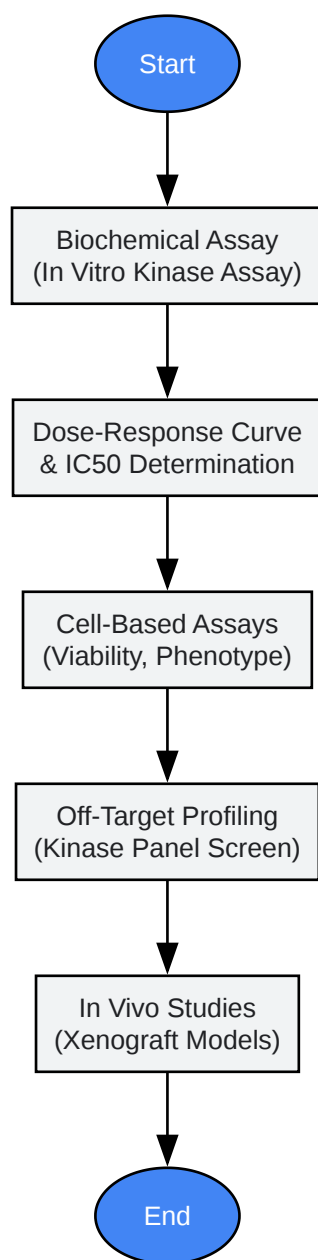 Start
Biochemical Assay
(In Vitro Kinase Assay)
Dose-Response Curve
& IC50 Determination
Cell-Based Assays
(Viability, Phenotype)
Off-Target Profiling
(Kinase Panel Screen)
In Vivo Studies
(Xenograft Models)
End